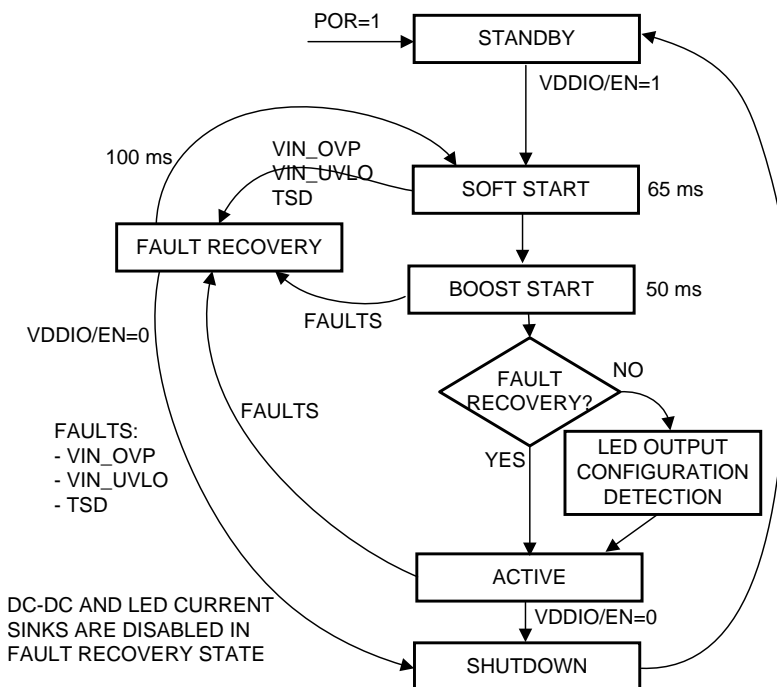 POR=1
STANDBY
VDDIO/EN=1
100 ms
VIN_OVP
VIN_UVLO
TSD
SOFT START
65 ms
FAULT RECOVERY
BOOST START
50 ms
FAULTS
VDDIO/EN=0
FAULT
RECOVERY?
NO
YES
FAULTS
LED OUTPUT
CONFIGURATION
DETECTION
FAULTS:
- VIN_OVP
- VIN_UVLO
- TSD
ACTIVE
VDDIO/EN=0
DC-DC AND LED CURRENT
SINKS ARE DISABLED IN
FAULT RECOVERY STATE
SHUTDOWN